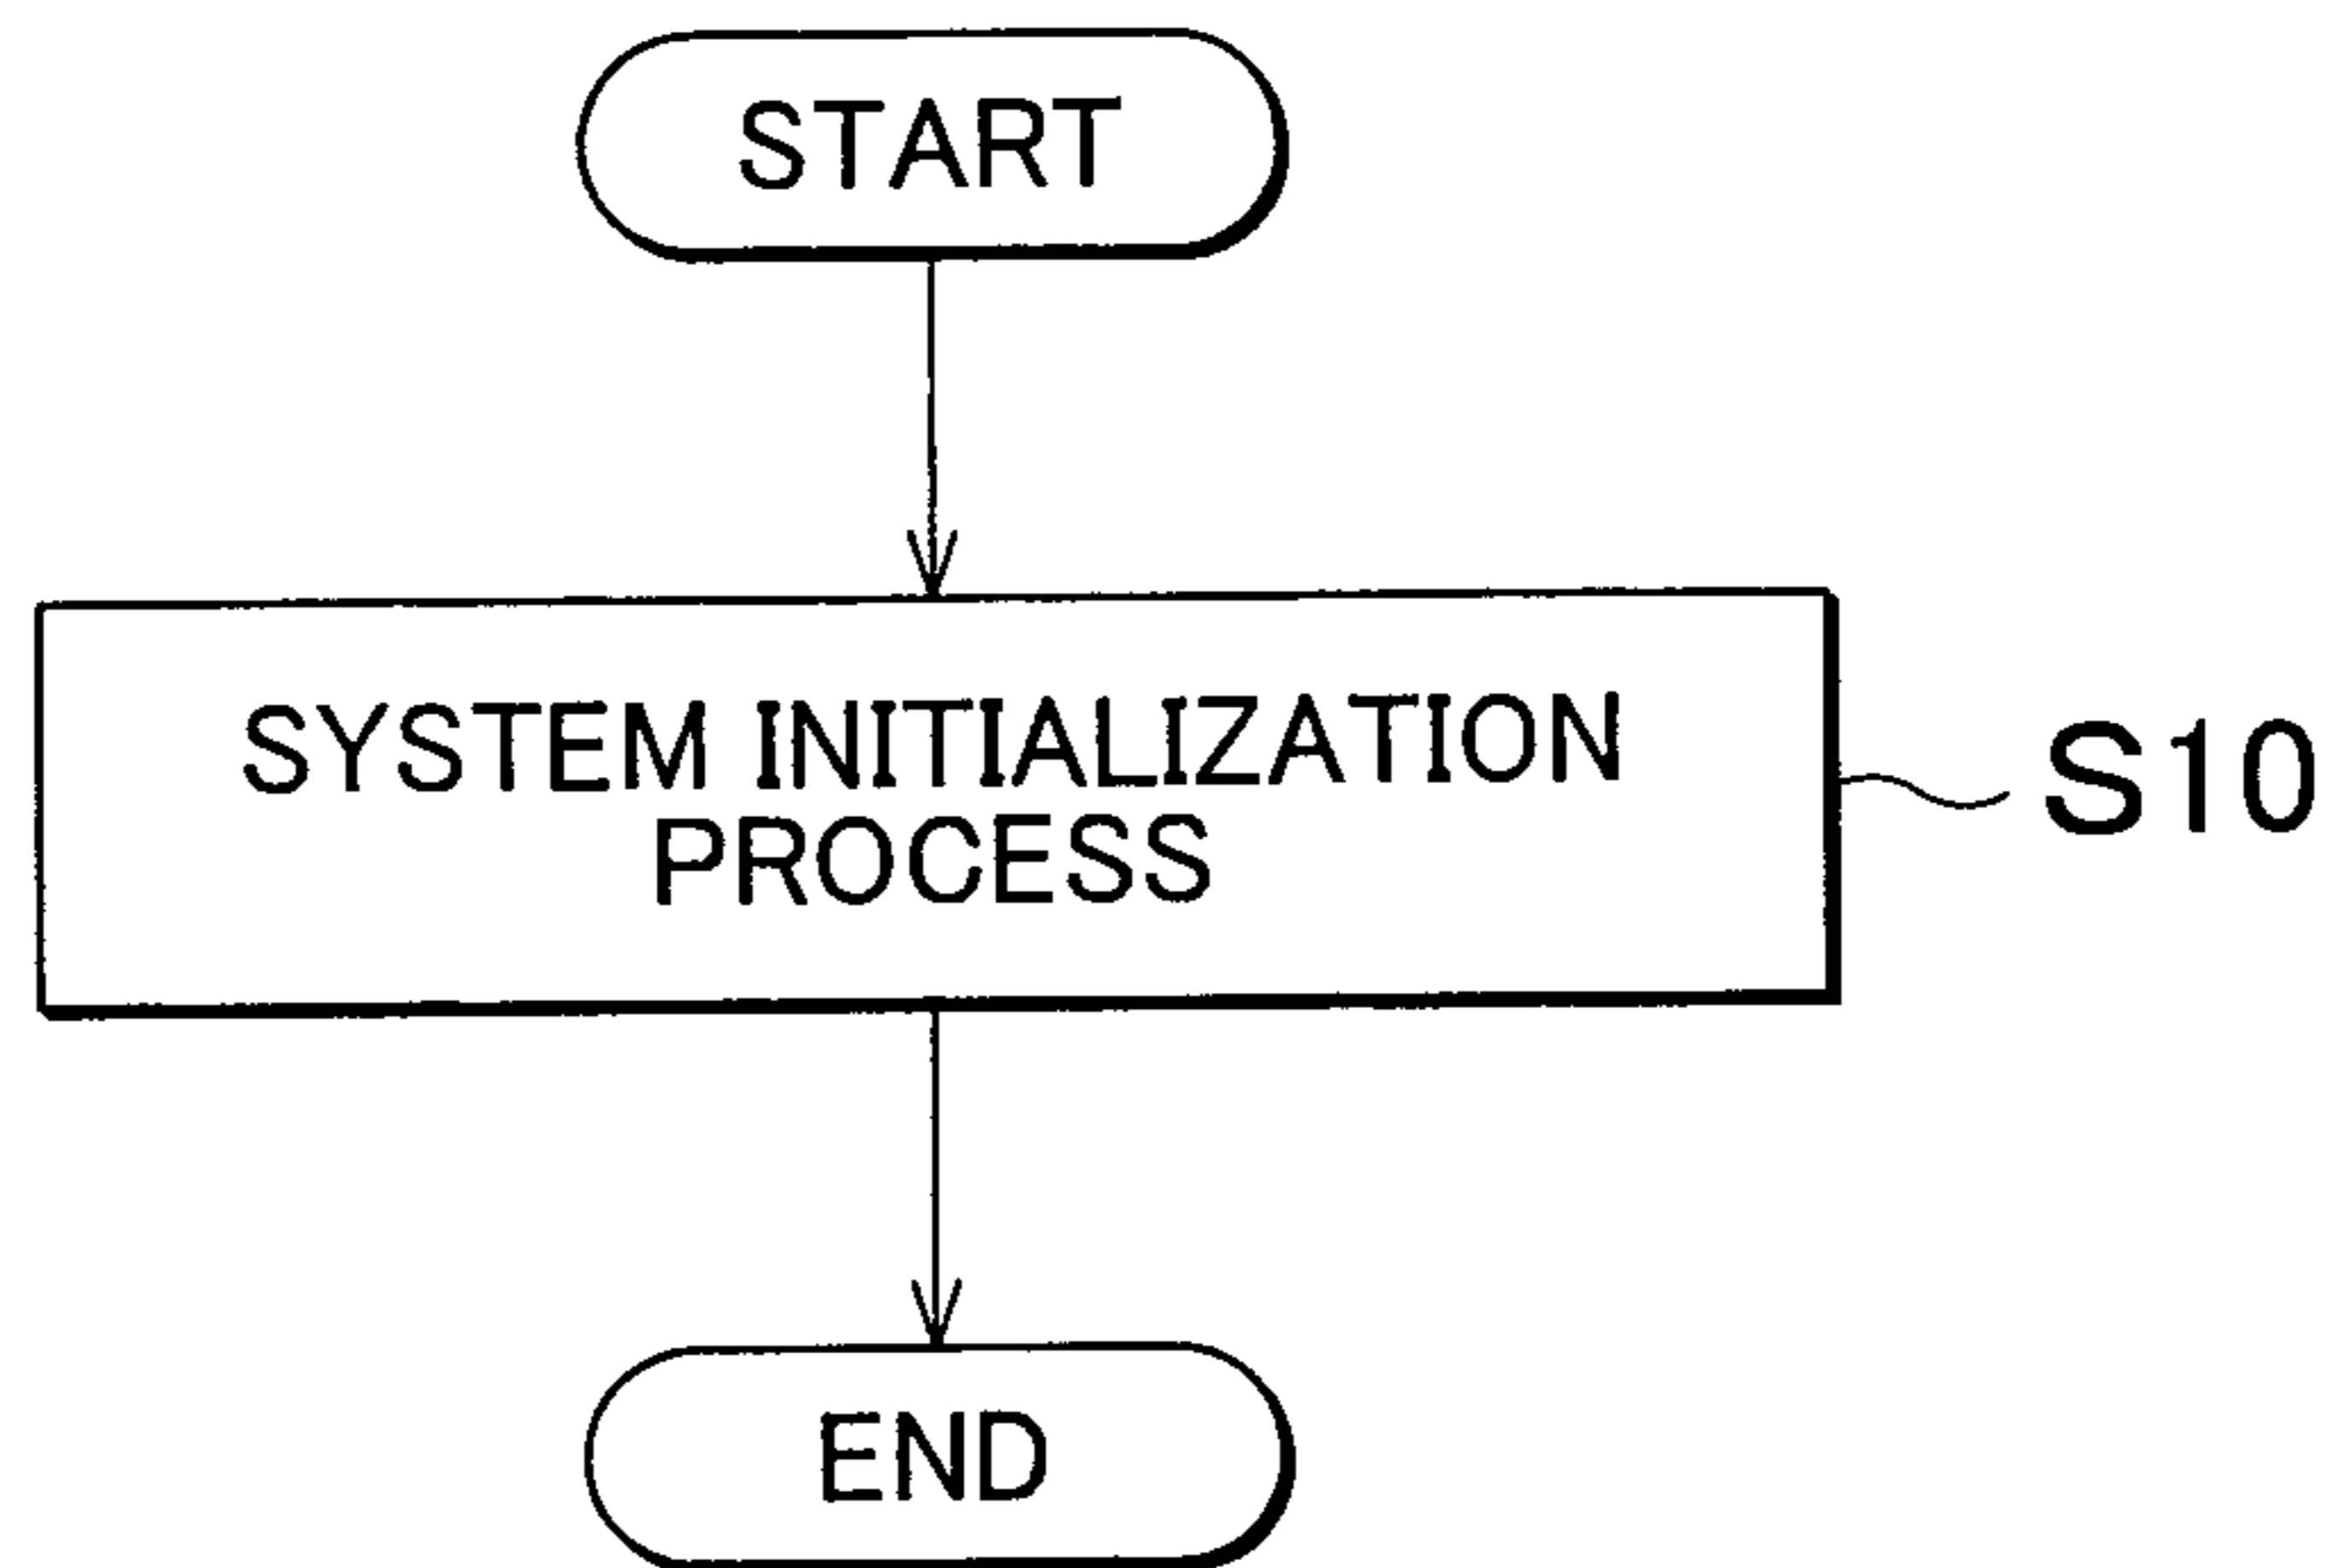 START
SYSTEM INITIALIZATION
PROCESS
S10
END